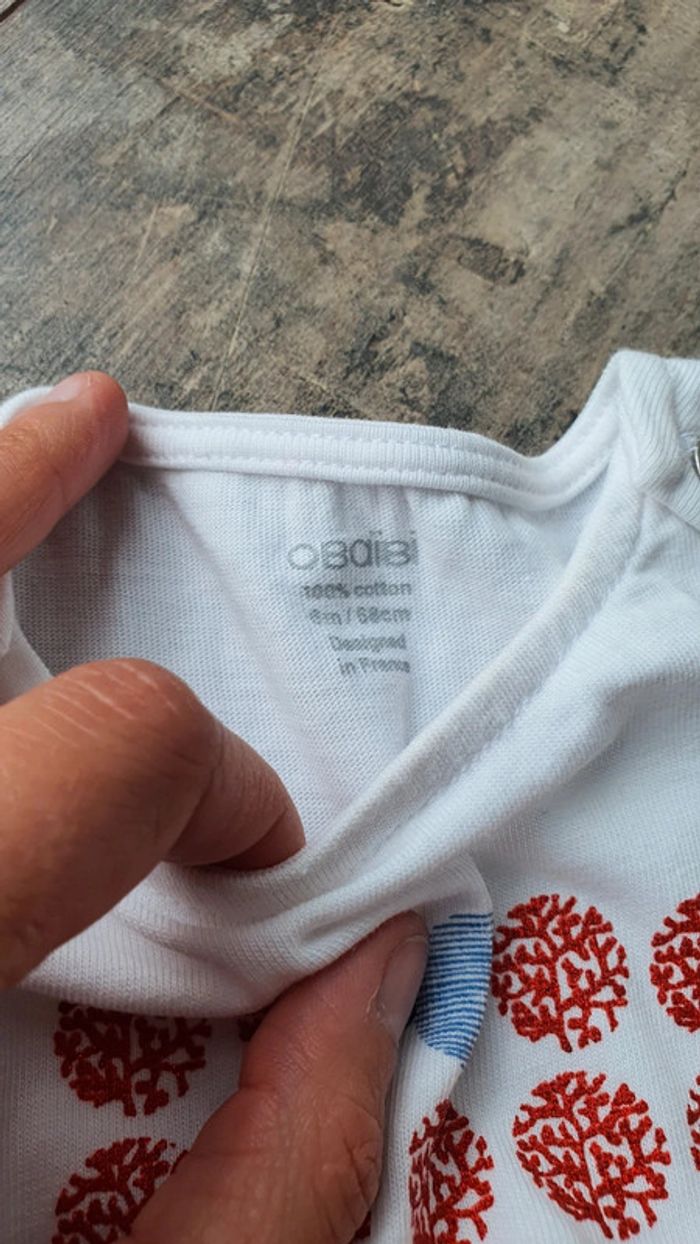 OBaïBi
100% cotton
6m / 68cm
Designed
in France